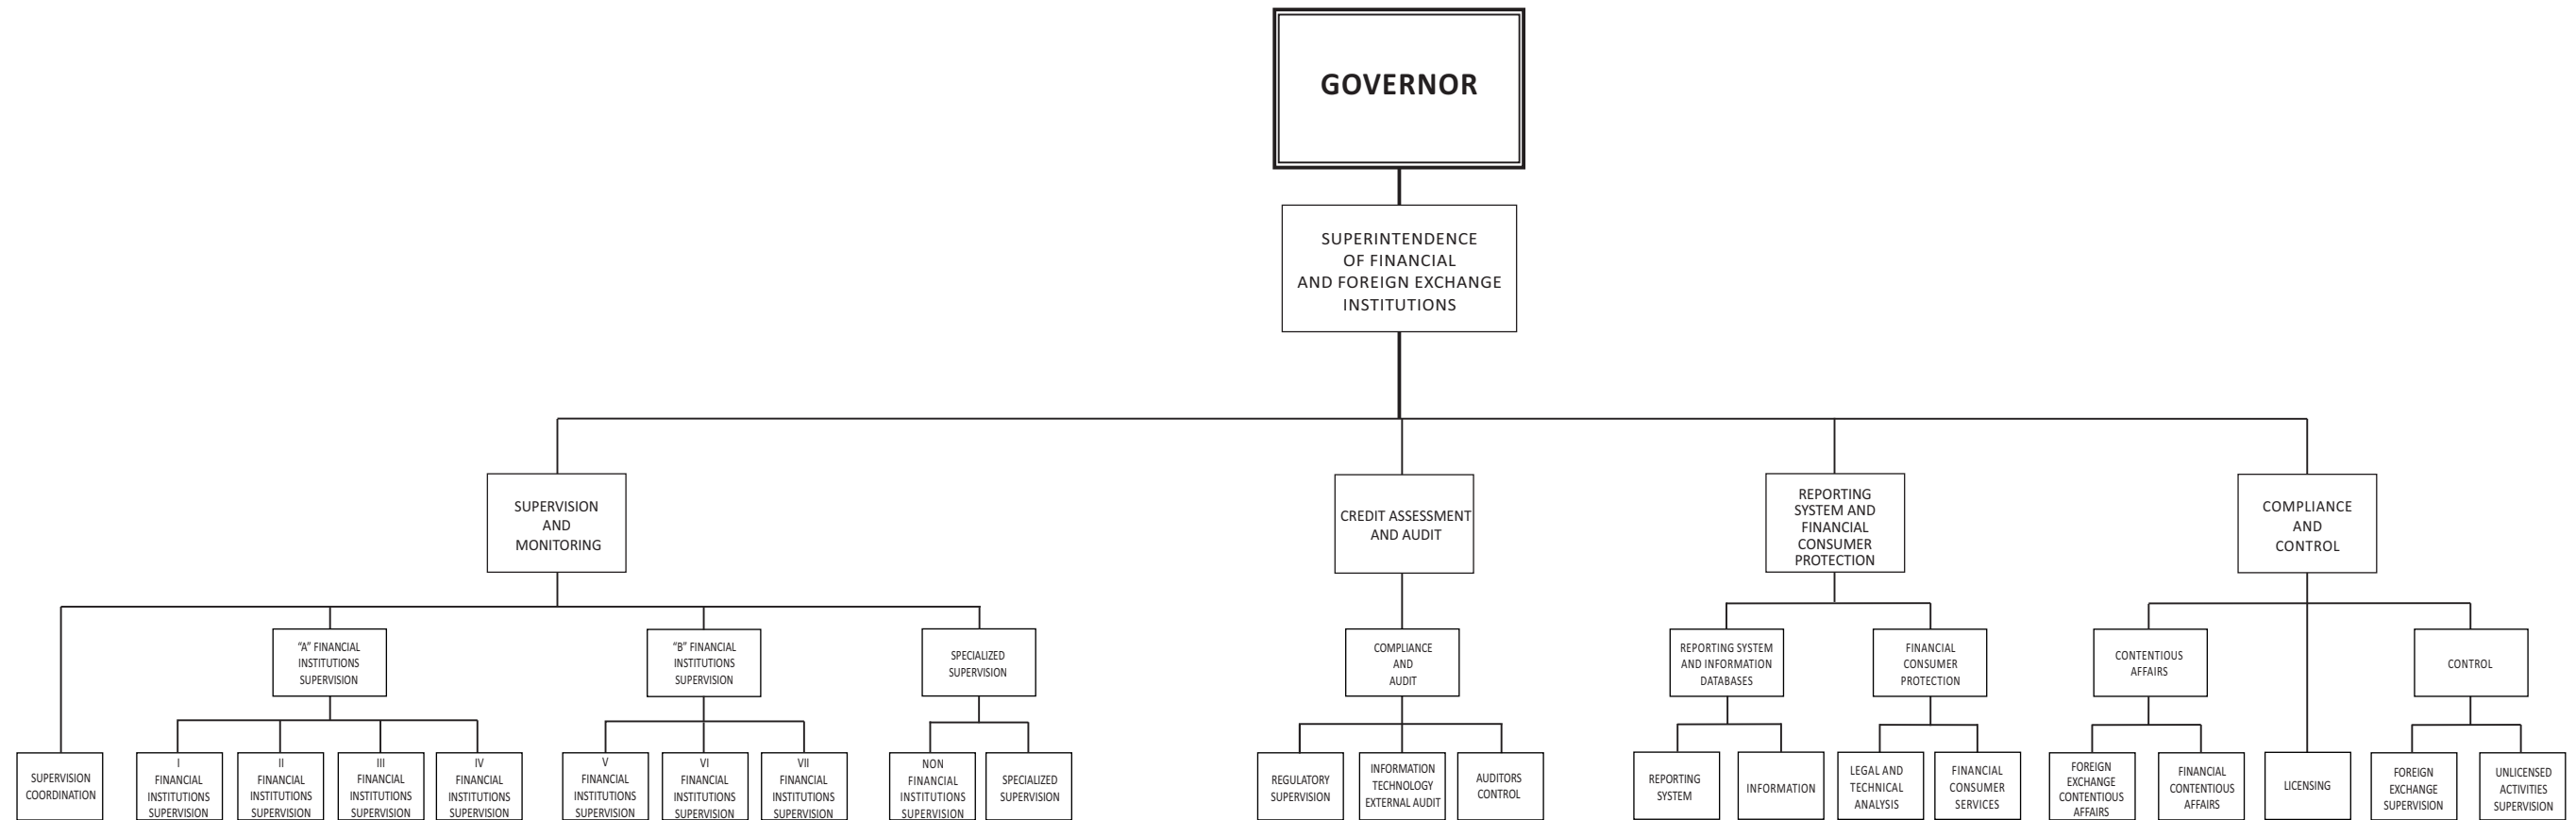 GOVERNOR
SUPERINTENDENCE
OF FINANCIAL
AND FOREIGN EXCHANGE
INSTITUTIONS
SUPERVISION
AND
MONITORING
CREDIT ASSESSMENT
AND AUDIT
REPORTING
SYSTEM AND
FINANCIAL
CONSUMER
PROTECTION
COMPLIANCE
AND
CONTROL
"A" FINANCIAL
INSTITUTIONS
SUPERVISION
"B" FINANCIAL
INSTITUTIONS
SUPERVISION
SPECIALIZED
SUPERVISION
COMPLIANCE
AND
AUDIT
REPORTING SYSTEM
AND INFORMATION
DATABASES
FINANCIAL
CONSUMER
PROTECTION
CONTENTIOUS
AFFAIRS
CONTROL
SUPERVISION
COORDINATION
I
FINANCIAL
INSTITUTIONS
SUPERVISION
II
FINANCIAL
INSTITUTIONS
SUPERVISION
III
FINANCIAL
INSTITUTIONS
SUPERVISION
IV
FINANCIAL
INSTITUTIONS
SUPERVISION
V
FINANCIAL
INSTITUTIONS
SUPERVISION
VI
FINANCIAL
INSTITUTIONS
SUPERVISION
VII
FINANCIAL
INSTITUTIONS
SUPERVISION
NON
FINANCIAL
INSTITUTIONS
SUPERVISION
SPECIALIZED
SUPERVISION
REGULATORY
SUPERVISION
INFORMATION
TECHNOLOGY
EXTERNAL AUDIT
AUDITORS
CONTROL
REPORTING
SYSTEM
INFORMATION
LEGAL AND
TECHNICAL
ANALYSIS
FINANCIAL
CONSUMER
SERVICES
FOREIGN
EXCHANGE
CONTENTIOUS
AFFAIRS
FINANCIAL
CONTENTIOUS
AFFAIRS
LICENSING
FOREIGN
EXCHANGE
SUPERVISION
UNLICENSED
ACTIVITIES
SUPERVISION